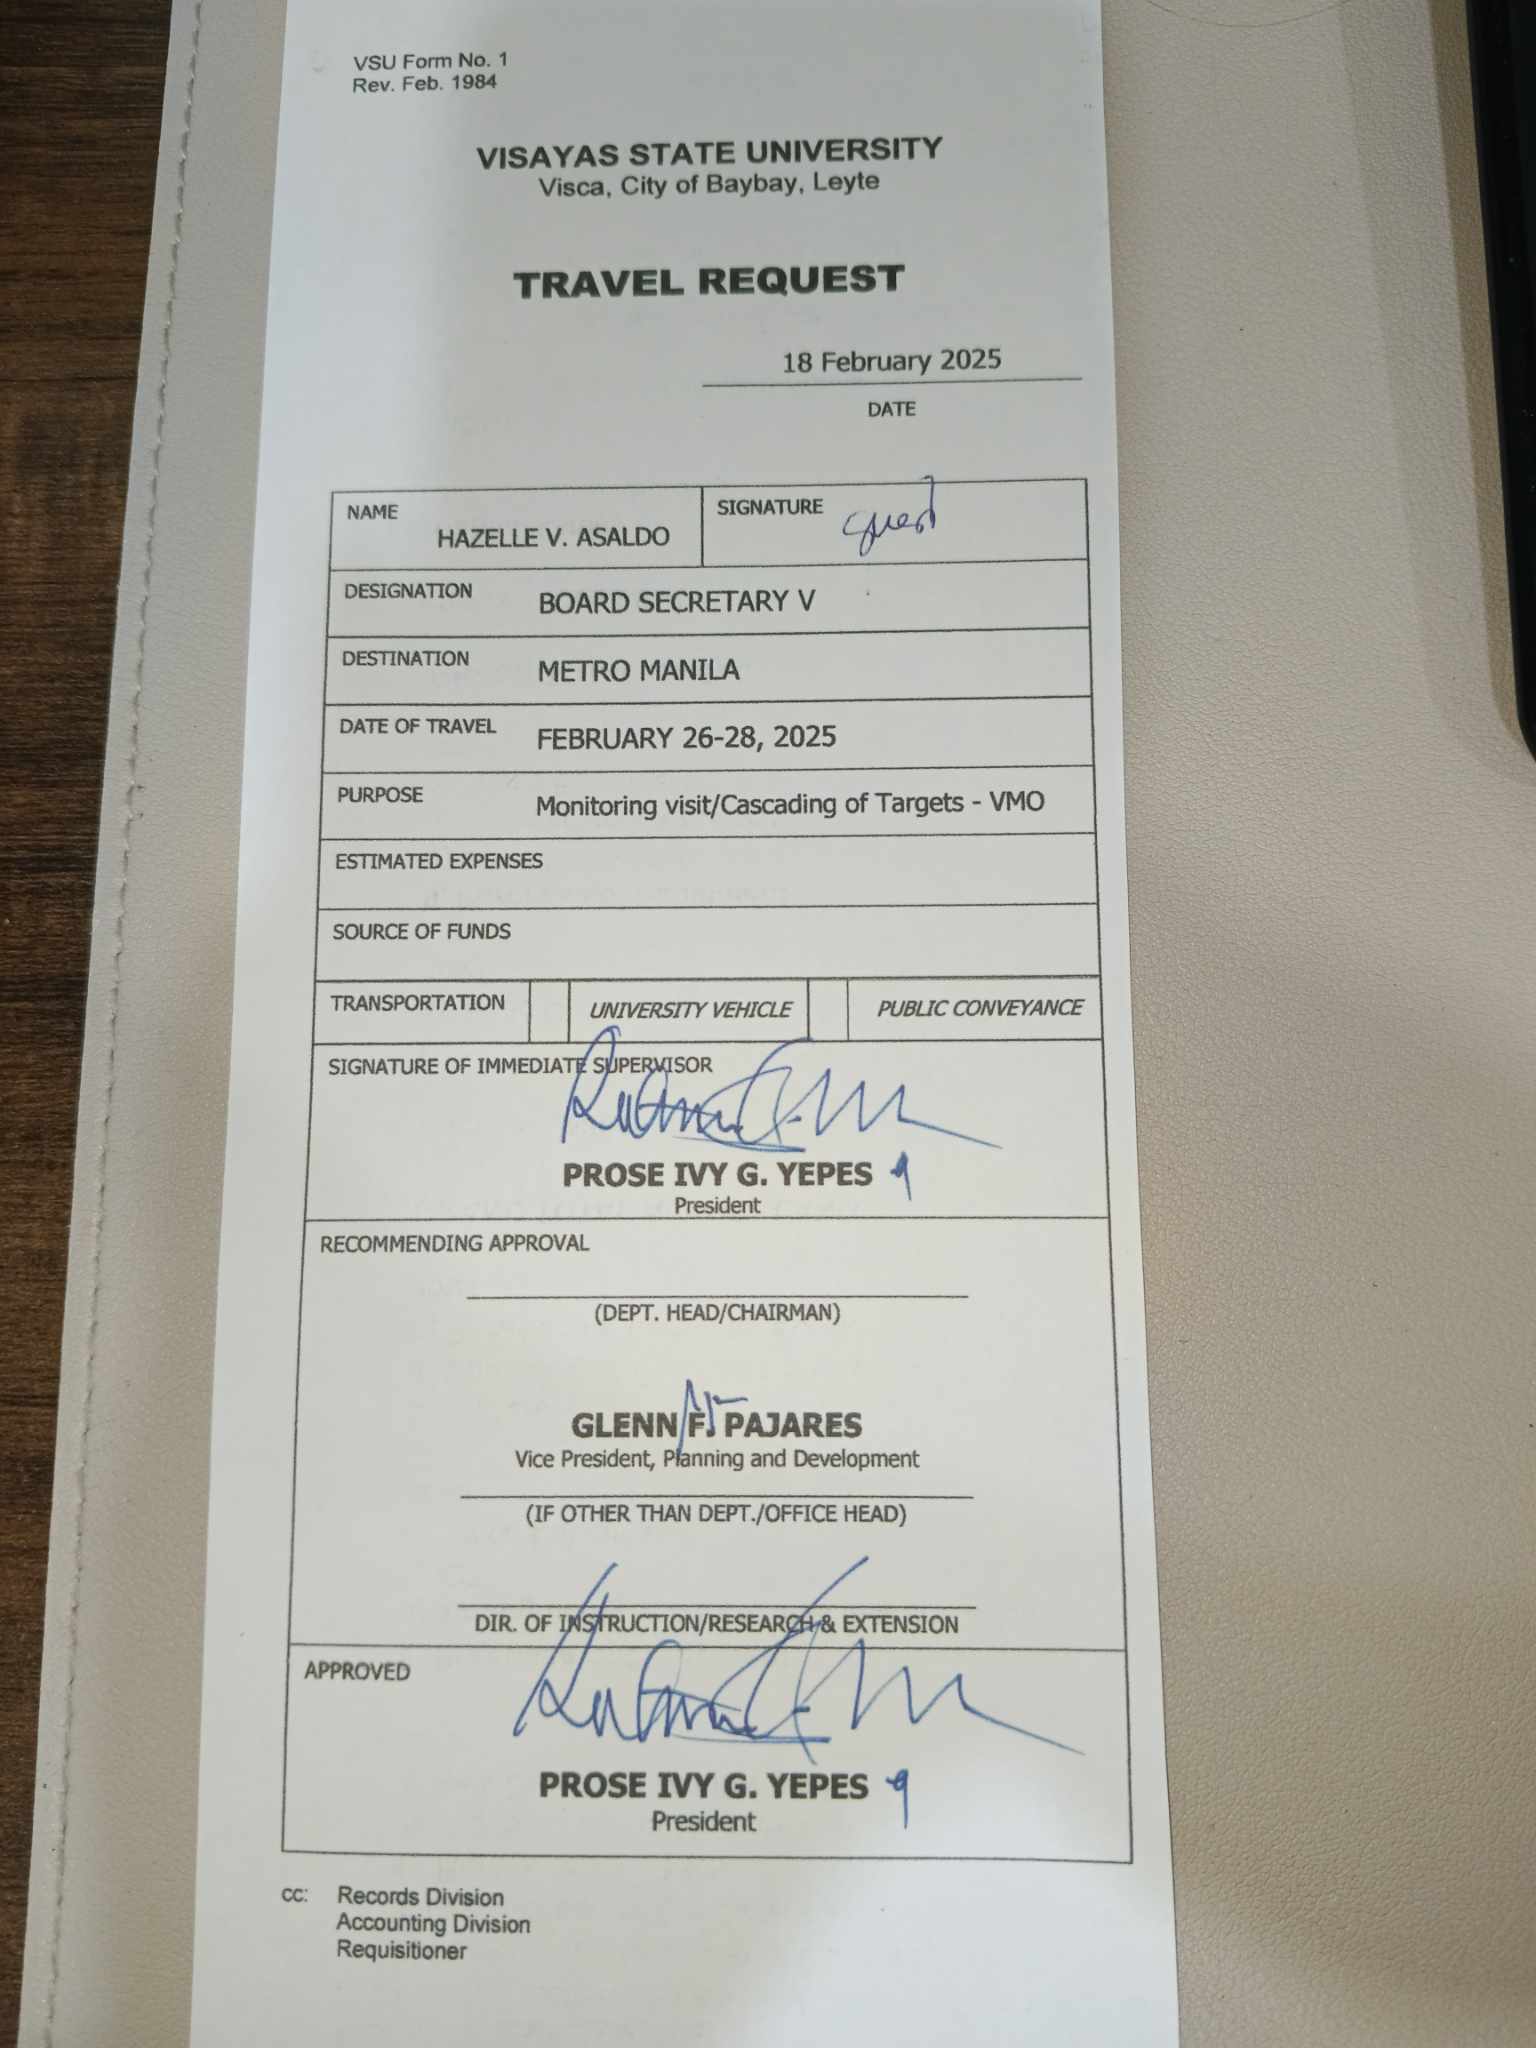 VSU Form No. 1
Rev. Feb. 1984
VISAYAS STATE UNIVERSITY
Visca, City of Baybay, Leyte
TRAVEL REQUEST
18 February 2025
DATE
NAME
HAZELLE V. ASALDO
SIGNATURE
DESIGNATION BOARD SECRETARY V
DESTINATION METRO MANILA
DATE OF TRAVEL FEBRUARY 26-28, 2025
PURPOSE Monitoring visit/Cascading of Targets - VMO
ESTIMATED EXPENSES
SOURCE OF FUNDS
TRANSPORTATION UNIVERSITY VEHICLE PUBLIC CONVEYANCE
SIGNATURE OF IMMEDIATE SUPERVISOR
PROSE IVY G. YEPES
President
RECOMMENDING APPROVAL
(DEPT. HEAD/CHAIRMAN)
GLENN F. PAJARES
Vice President, Planning and Development
(IF OTHER THAN DEPT./OFFICE HEAD)
DIR. OF INSTRUCTION/RESEARCH & EXTENSION
APPROVED
PROSE IVY G. YEPES
President
cc: Records Division
Accounting Division
Requisitioner